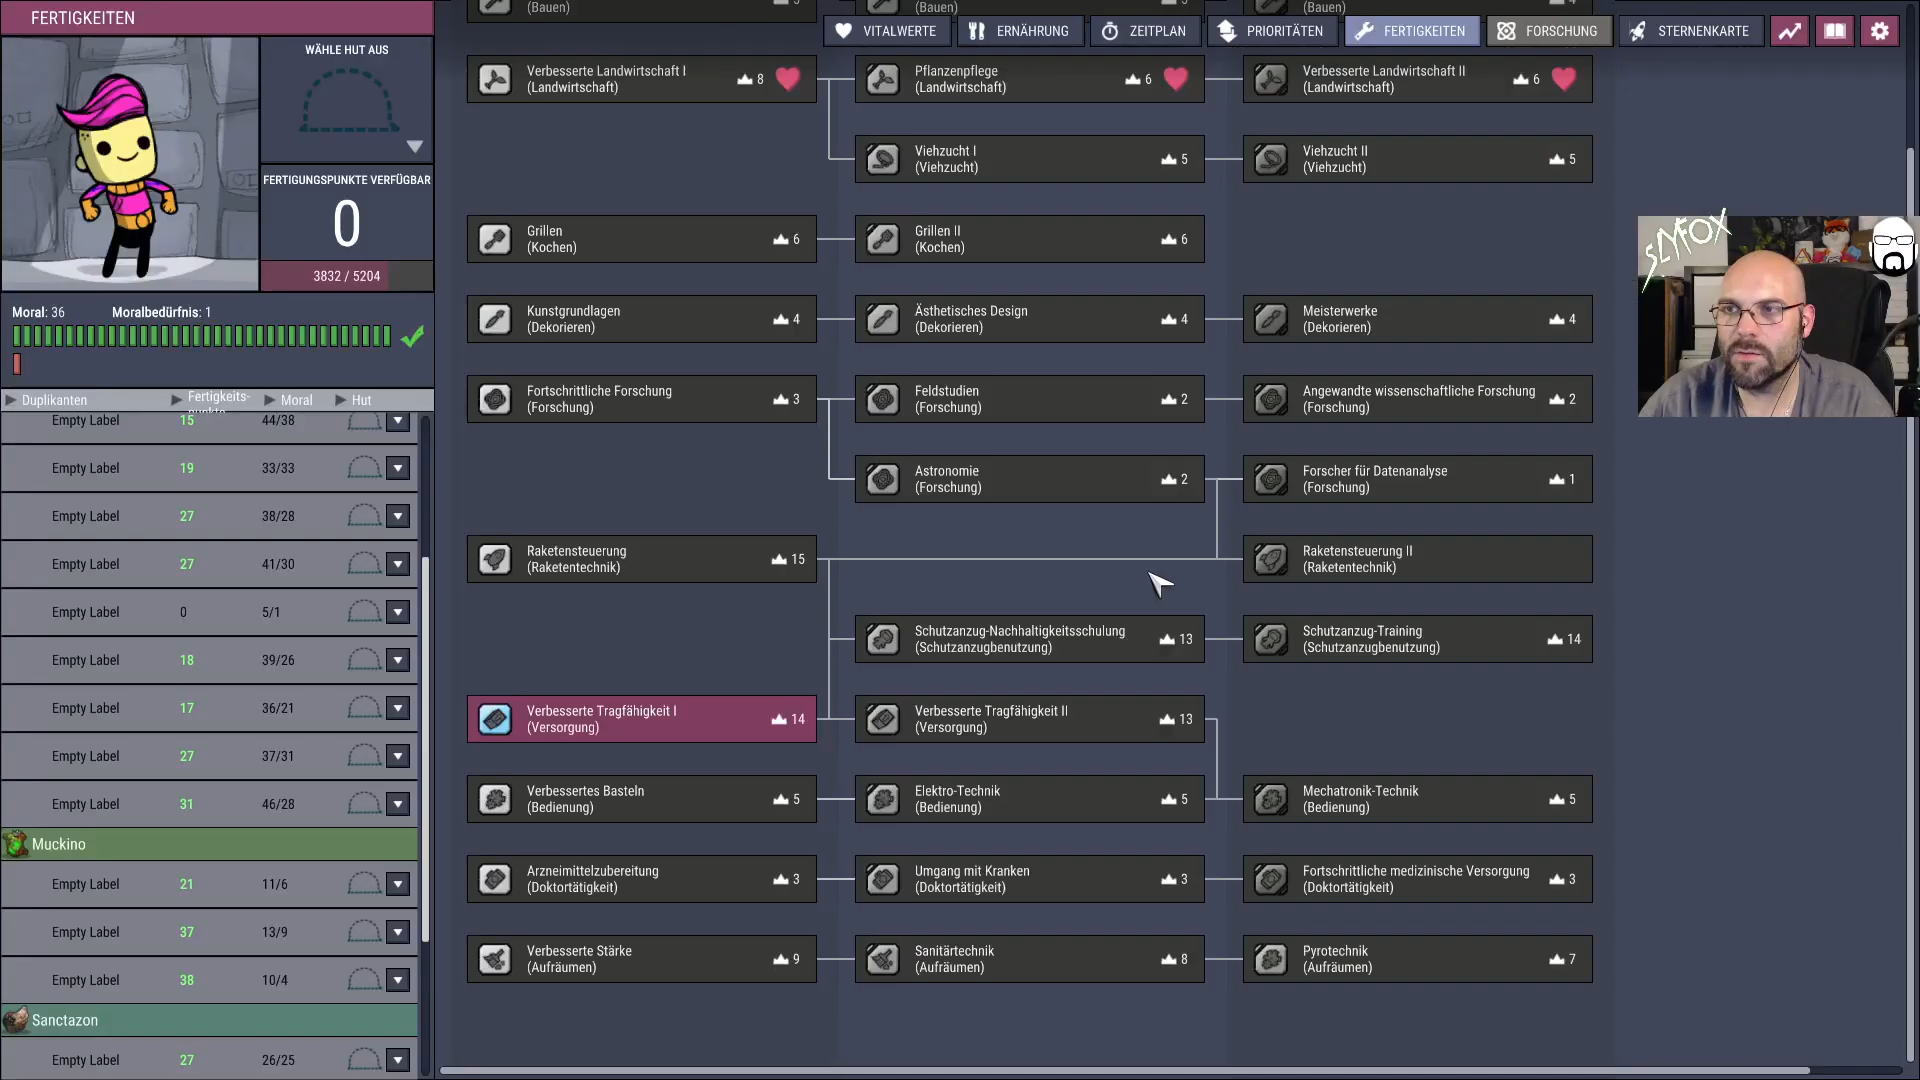 FERTIGKEITEN
WÄHLE HUT AUS
FERTIGUNGSPUNKTE VERFÜGBAR
0
3832 / 5204
Moral: 36
Moralbedürfnis: 1
Duplikanten
Fertigkeits-
Moral
Hut
Empty Label 15 44/38
Empty Label 19 33/33
Empty Label 27 38/28
Empty Label 27 41/30
Empty Label 0 5/1
Empty Label 18 39/26
Empty Label 17 36/21
Empty Label 27 37/31
Empty Label 31 46/28
Muckino
Empty Label 21 11/6
Empty Label 37 13/9
Empty Label 38 10/4
Sanctazon
Empty Label 27 26/25
VITALWERTE
ERNÄHRUNG
ZEITPLAN
PRIORITÄTEN
FERTIGKEITEN
FORSCHUNG
STERNENKARTE
(Bauen)
(Bauen)
(Bauen)
Verbesserte Landwirtschaft I
(Landwirtschaft)
8
Pflanzenpflege
(Landwirtschaft)
6
Verbesserte Landwirtschaft II
(Landwirtschaft)
6
Viehzucht I
(Viehzucht)
5
Viehzucht II
(Viehzucht)
5
Grillen
(Kochen)
6
Grillen II
(Kochen)
6
Kunstgrundlagen
(Dekorieren)
4
Ästhetisches Design
(Dekorieren)
4
Meisterwerke
(Dekorieren)
4
Fortschrittliche Forschung
(Forschung)
3
Feldstudien
(Forschung)
2
Angewandte wissenschaftliche Forschung
(Forschung)
2
Astronomie
(Forschung)
2
Forscher für Datenanalyse
(Forschung)
1
Raketensteuerung
(Raketentechnik)
15
Raketensteuerung II
(Raketentechnik)
Schutzanzug-Nachhaltigkeitsschulung
(Schutzanzugbenutzung)
13
Schutzanzug-Training
(Schutzanzugbenutzung)
14
Verbesserte Tragfähigkeit I
(Versorgung)
14
Verbesserte Tragfähigkeit II
(Versorgung)
13
Verbessertes Basteln
(Bedienung)
5
Elektro-Technik
(Bedienung)
5
Mechatronik-Technik
(Bedienung)
5
Arzneimittelzubereitung
(Doktortätigkeit)
3
Umgang mit Kranken
(Doktortätigkeit)
3
Fortschrittliche medizinische Versorgung
(Doktortätigkeit)
3
Verbesserte Stärke
(Aufräumen)
9
Sanitärtechnik
(Aufräumen)
8
Pyrotechnik
(Aufräumen)
7
SLYFOX